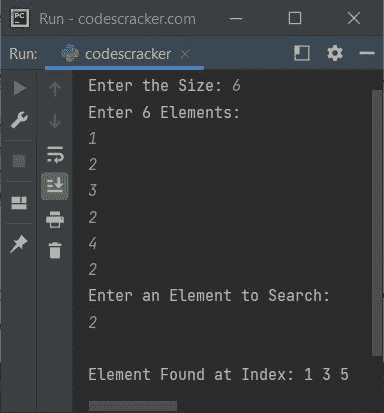 PC Run - codescracker.com
Run: codescracker
Enter the Size: 6
Enter 6 Elements:
1
2
3
2
4
2
Enter an Element to Search:
2
Element Found at Index: 1 3 5